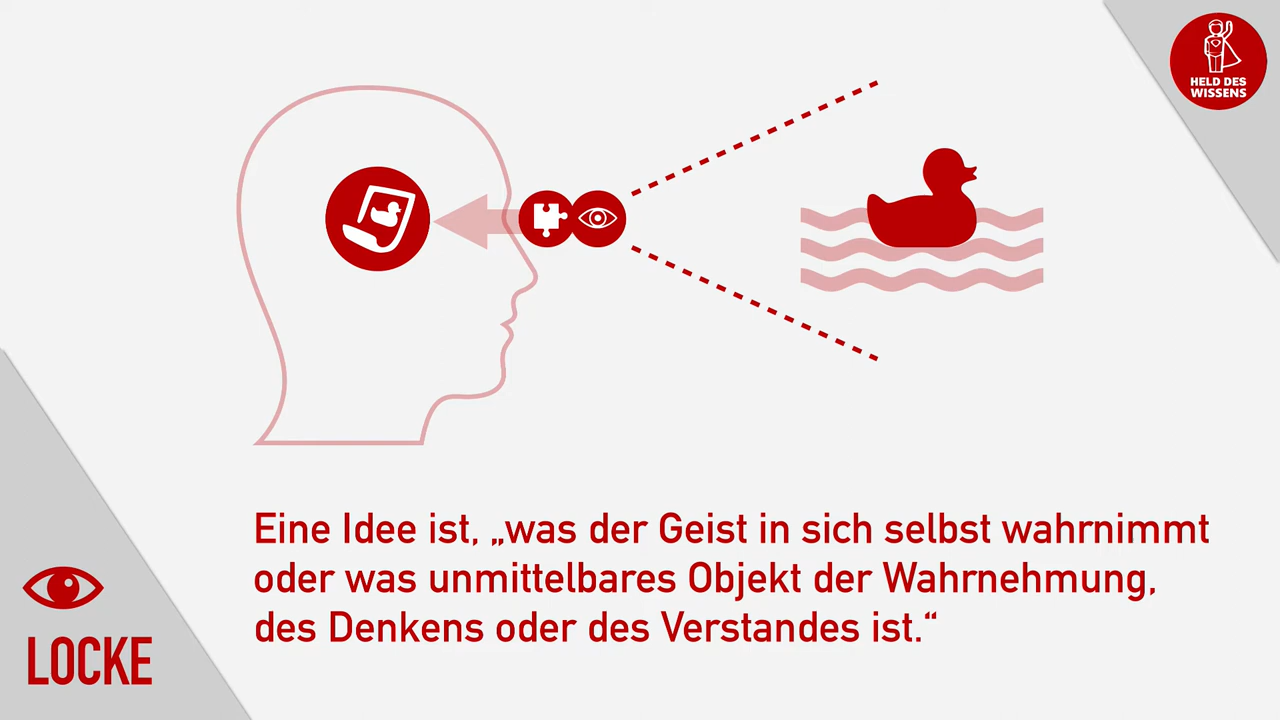 HELD DES
WISSENS
Eine Idee ist, „was der Geist in sich selbst wahrnimmt
oder was unmittelbares Objekt der Wahrnehmung,
des Denkens oder des Verstandes ist.“
LOCKE